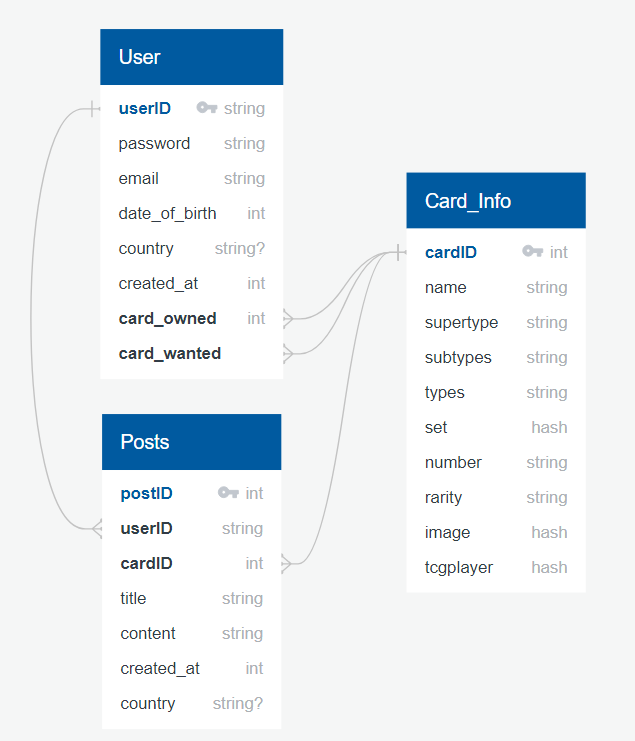 User
userID string
password string
email string
date_of_birth int
country string?
created_at int
card_owned int
card_wanted
Card_Info
cardID int
name string
supertype string
subtypes string
types string
set hash
number string
rarity string
image hash
tcgplayer hash
Posts
postID int
userID string
cardID int
title string
content string
created_at int
country string?